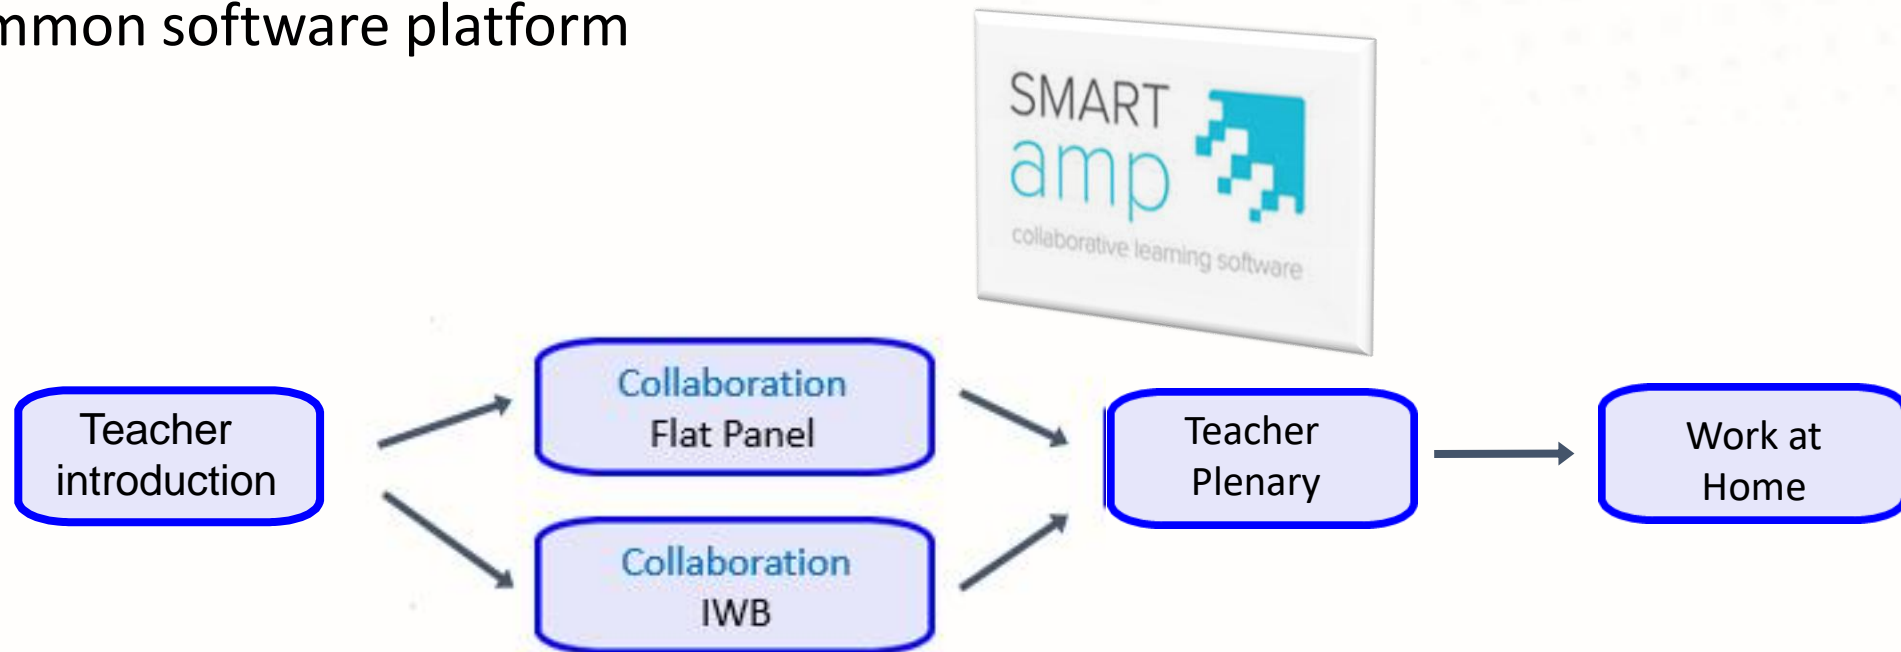 mmon software platform
SMART
amp
collaborative learning software
Teacher
introduction
Collaboration
Flat Panel
Collaboration
IWB
Teacher
Plenary
Work at
Home